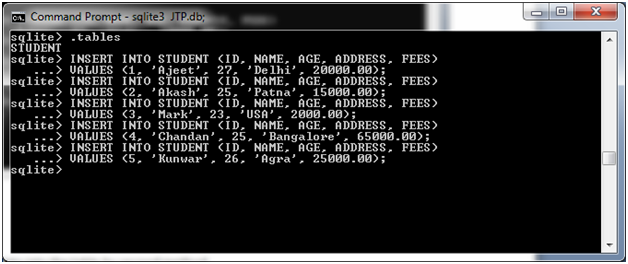 Command Prompt - sqlite3 JTP.db;
sqlite> .tables
STUDENT
sqlite> INSERT INTO STUDENT (ID, NAME, AGE, ADDRESS, FEES)
...> VALUES (1, 'Ajeet', 27, 'Delhi', 20000.00);
sqlite> INSERT INTO STUDENT (ID, NAME, AGE, ADDRESS, FEES)
...> VALUES (2, 'Akash', 25, 'Patna', 15000.00);
sqlite> INSERT INTO STUDENT (ID, NAME, AGE, ADDRESS, FEES)
...> VALUES (3, 'Mark', 23, 'USA', 2000.00);
sqlite> INSERT INTO STUDENT (ID, NAME, AGE, ADDRESS, FEES)
...> VALUES (4, 'Chandan', 25, 'Bangalore', 65000.00);
sqlite> INSERT INTO STUDENT (ID, NAME, AGE, ADDRESS, FEES)
...> VALUES (5, 'Kunwar', 26, 'Agra', 25000.00);
sqlite>